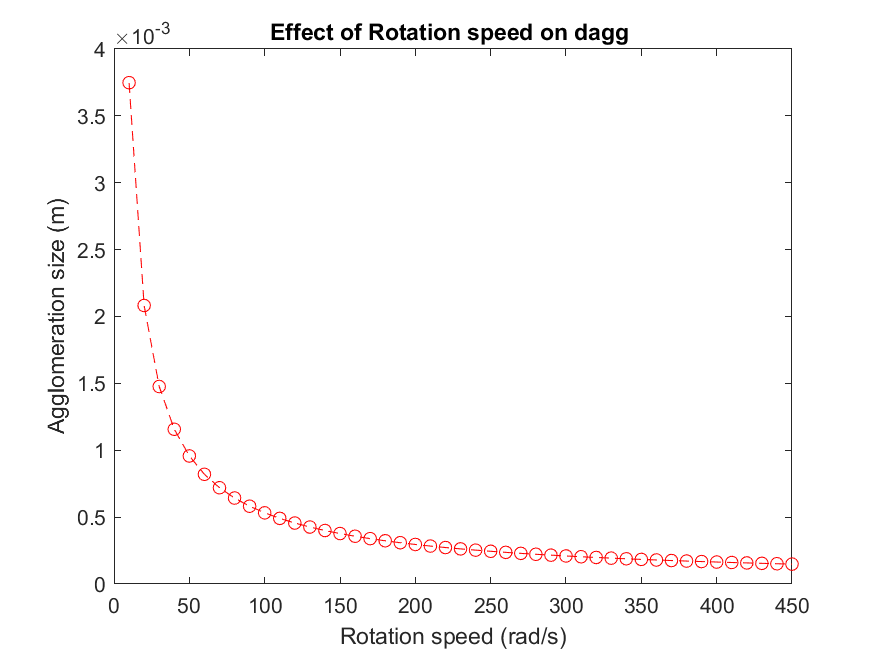 Effect of Rotation speed on dagg
×10-3
4
3.5
3
2.5
2
1.5
1
0.5
0
0 50 100 150 200 250 300 350 400 450
Agglomeration size (m)
Rotation speed (rad/s)